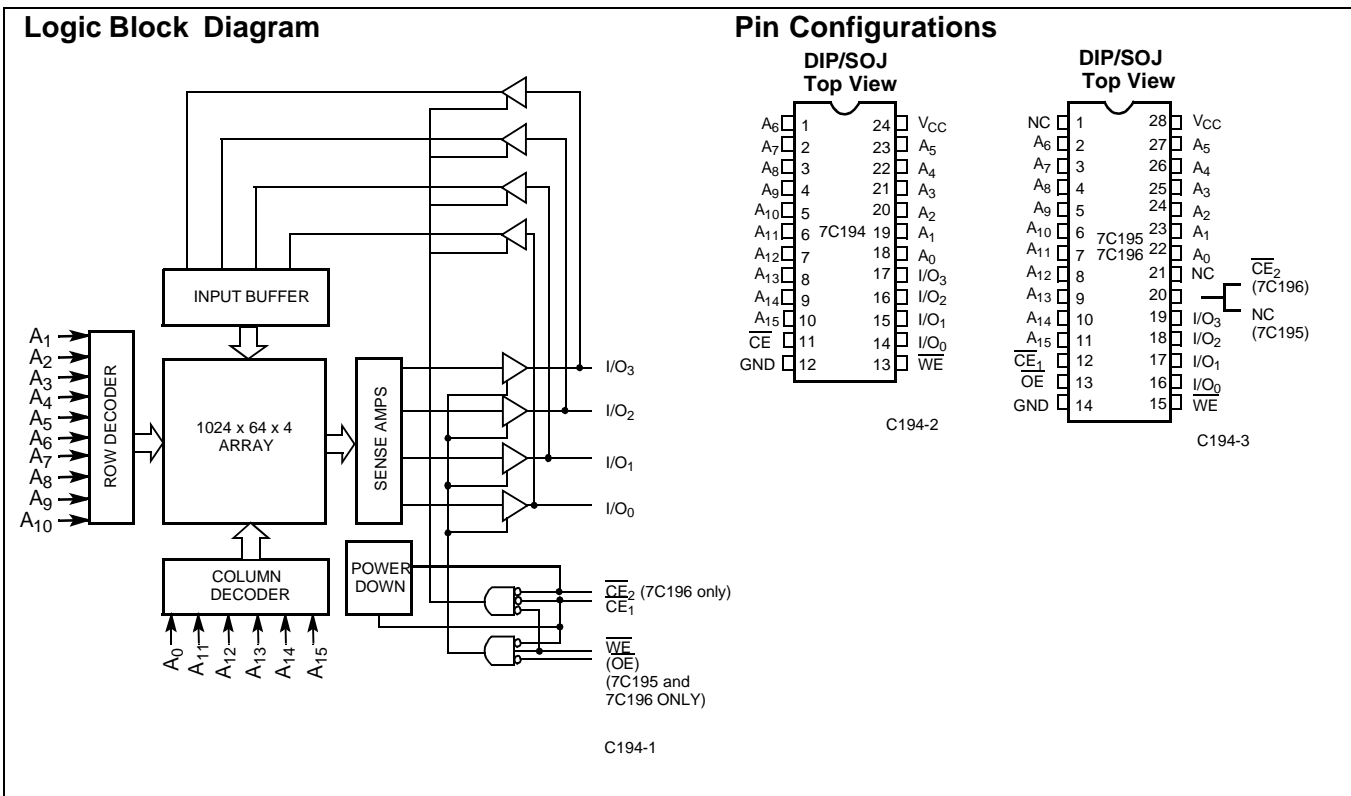 Logic Block Diagram
INPUT BUFFER
A1
A2
A3
A4
A5
A6
A7
A8
A9
A10
ROW DECODER
1024 x 64 x 4
ARRAY
SENSE AMPS
I/O3
I/O2
I/O1
I/O0
COLUMN
DECODER
POWER
DOWN
A0
A11
A12
A13
A14
A15
CE2 (7C196 only)
CE1
WE
(OE)
(7C195 and
7C196 ONLY)
C194-1
Pin Configurations
DIP/SOJ
Top View
A6 1 24 VCC
A7 2 23 A5
A8 3 22 A4
A9 4 21 A3
A10 5 20 A2
A11 6 7C194 19 A1
A12 7 18 A0
A13 8 17 I/O3
A14 9 16 I/O2
A15 10 15 I/O1
CE 11 14 I/O0
GND 12 13 WE
C194-2
DIP/SOJ
Top View
NC 1 28 VCC
A6 2 27 A5
A7 3 26 A4
A8 4 25 A3
A9 5 24 A2
A10 6 7C195 23 A1
A11 7 7C196 22 A0
A12 8 21 NC
A13 9 20
CE2
(7C196)
NC
(7C195)
A14 10 19 I/O3
A15 11 18 I/O2
CE1 12 17 I/O1
OE 13 16 I/O0
GND 14 15 WE
C194-3